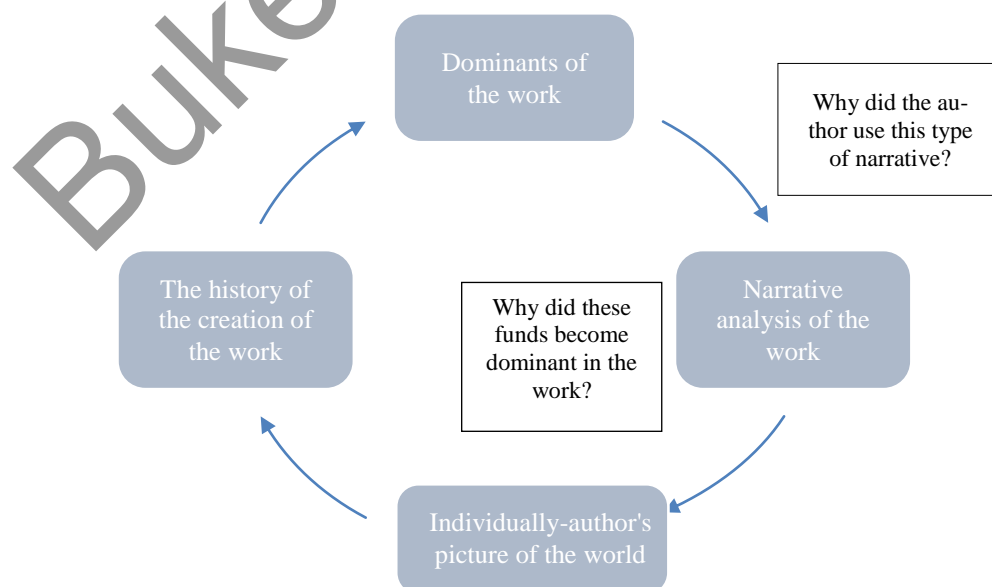 Buke
Dominants of
the work
Why did the au-
thor use this type
of narrative?
The history of
the creation of
the work
Why did these
funds become
dominant in the
work?
Narrative
analysis of the
work
Individually-author's
picture of the world